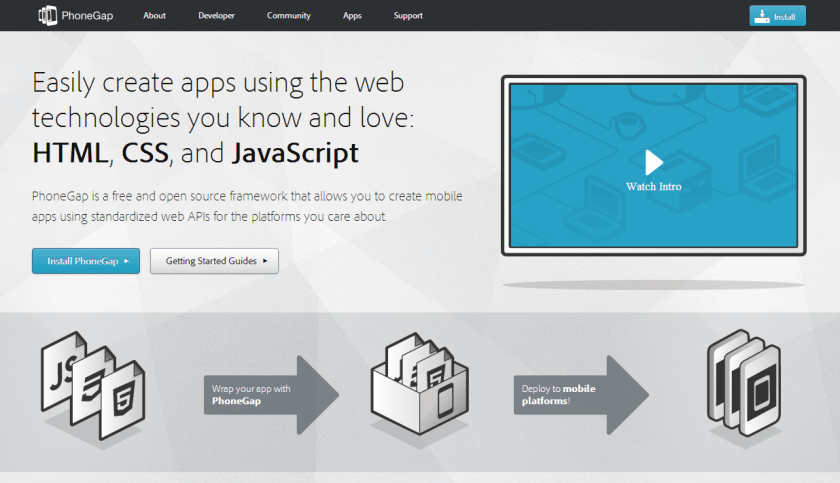 PhoneGap
About
Developer
Community
Apps
Support
Install
Easily create apps using the web
technologies you know and love:
HTML, CSS, and JavaScript
PhoneGap is a free and open source framework that allows you to create mobile
apps using standardized web APIs for the platforms you care about.
Install PhoneGap
Getting Started Guides
Watch Intro
JS
3
5
Wrap your app with
PhoneGap
Deploy to mobile
platforms!